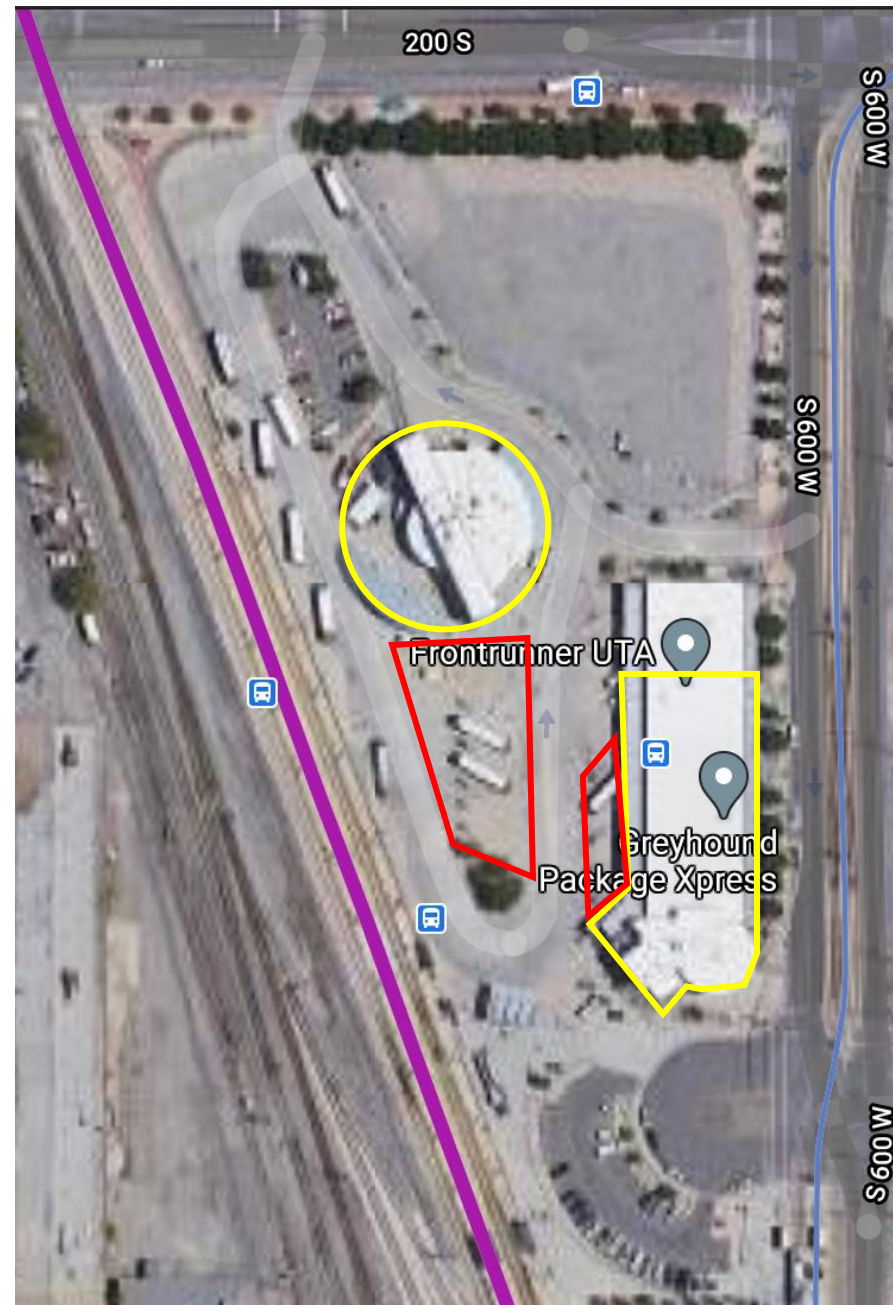 200 S
S 600 W
S 600 W
Frontrunner UTA
Greyhound
Package Xpress
S 600 W